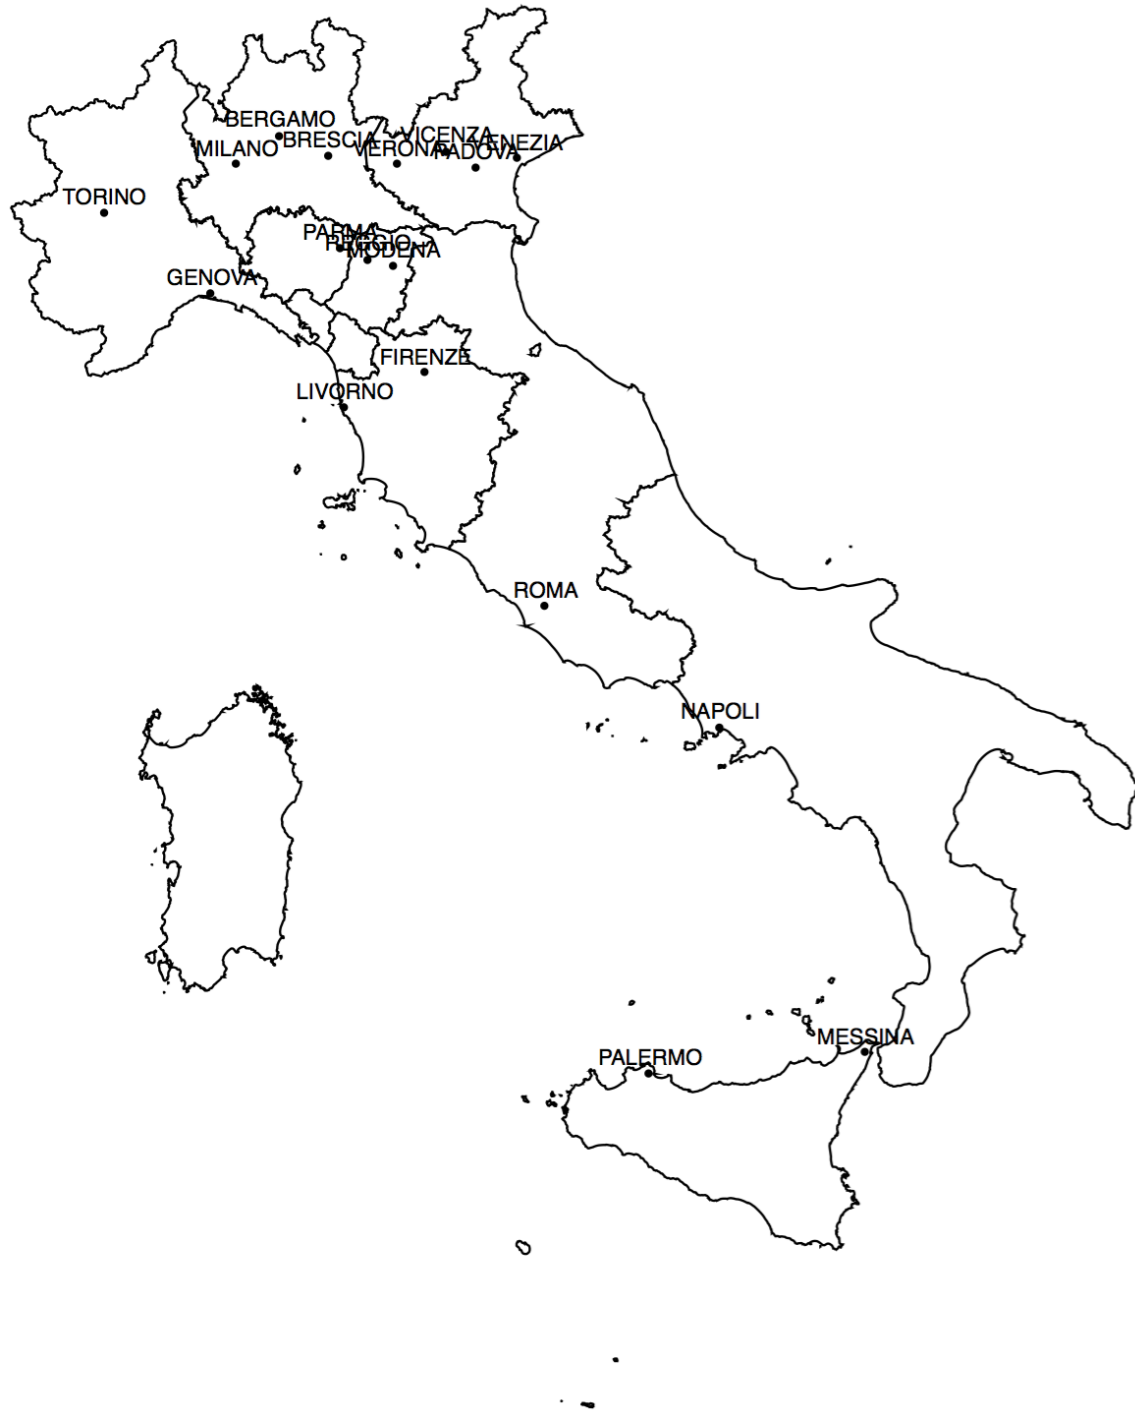 BERGAMO
VICENZA
BRESCIA
VENEZIA
MILANO
VERONA
PADOVA
TORINO
PARMA
REGGIO
MODENA
GENOVA
FIRENZE
LIVORNO
ROMA
NAPOLI
MESSINA
PALERMO